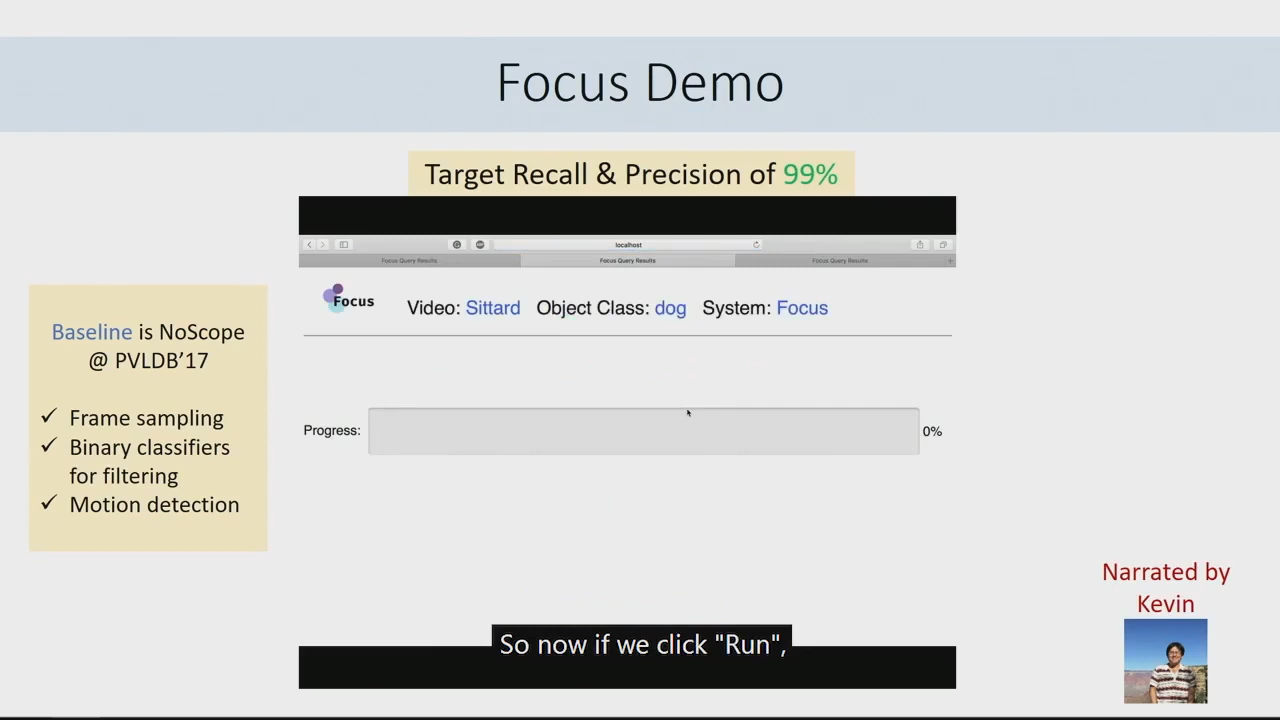 Focus Demo
Target Recall & Precision of 99%
localhost
Focus Query Results
Focus Query Results
Focus Query Results
Focus
Video: Sittard Object Class: dog System: Focus
Baseline is NoScope
@ PVLDB’17
✓ Frame sampling
✓ Binary classifiers
for filtering
✓ Motion detection
Progress:
0%
Narrated by
Kevin
So now if we click "Run",